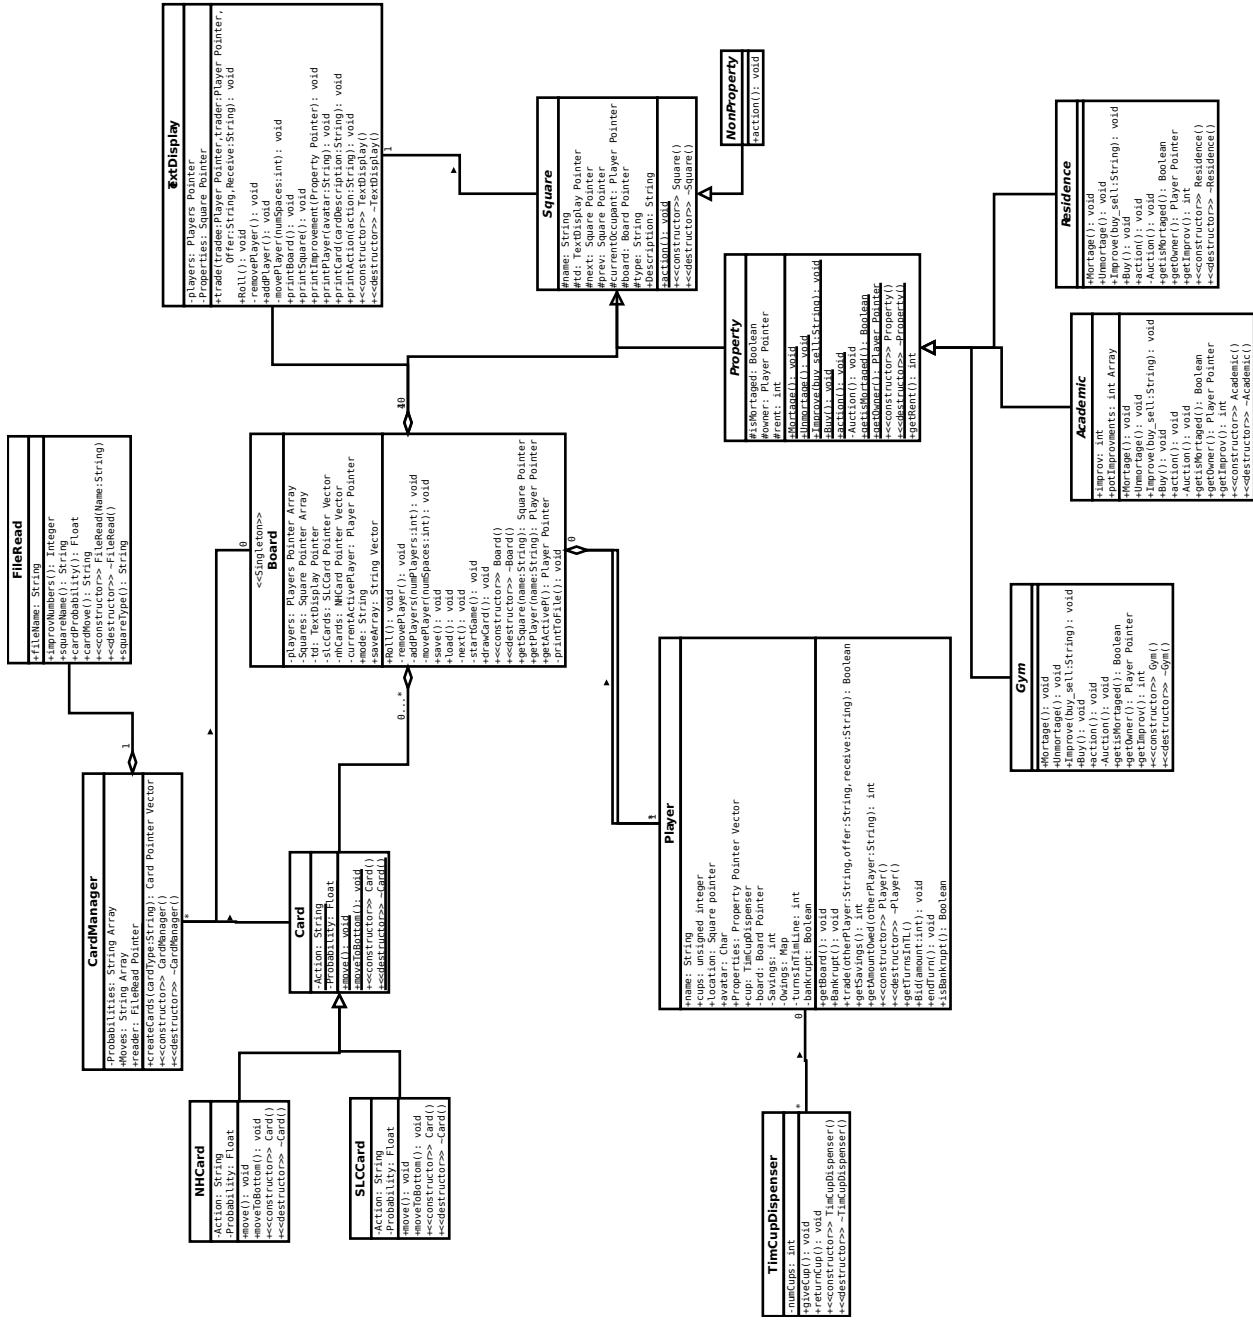 TextDisplay
-players: Players Pointer
-Properties: Square Pointer
+trade(tradee:Player Pointer,trader:Player Pointer,
Offer:String,Receive:String): void
+Roll(): void
-removePlayer(): void
+addPlayer(): void
-movePlayer(numSpaces:int): void
+printBoard(): void
+printSquare(): void
+printImprovement(Property Pointer): void
+printPlayer(avatar:String): void
+printCard(cardDescription:String): void
+printAction(action:String): void
+<<constructor>> TextDisplay()
+<<destructor>> ~TextDisplay()
1
Square
#name: String
#td: TextDisplay Pointer
#next: Square Pointer
#prev: Square Pointer
#currentOccupant: Player Pointer
#board: Board Pointer
#type: String
+Description: String
+action(): void
+<<constructor>> Square()
+<<destructor>> ~Square()
NonProperty
+action(): void
Property
#isMortaged: Boolean
#owner: Player Pointer
#rent: int
+Mortage(): void
+Unmortage(): void
+Improve(buy_sell:String): void
+Buy(): void
+action(): void
-Auction(): void
+getisMortaged(): Boolean
+getOwner(): Player Pointer
+<<constructor>> Property()
+<<destructor>> ~Property()
+getRent(): int
Residence
+Mortage(): void
+Unmortage(): void
+Improve(buy_sell:String): void
+Buy(): void
+action(): void
-Auction(): void
+getisMortaged(): Boolean
+getOwner(): Player Pointer
+getImprov(): int
+<<constructor>> Residence()
+<<destructor>> ~Residence()
Academic
+improv: int
+potImprovments: int Array
+Mortage(): void
+Unmortage(): void
+Improve(buy_sell:String): void
+Buy(): void
+action(): void
-Auction(): void
+getisMortaged(): Boolean
+getOwner(): Player Pointer
+getImprov(): int
+<<constructor>> Academic()
+<<destructor>> ~Academic()
Gym
+Mortage(): void
+Unmortage(): void
+Improve(buy_sell:String): void
+Buy(): void
+action(): void
-Auction(): void
+getisMortaged(): Boolean
+getOwner(): Player Pointer
+getImprov(): int
+<<constructor>> Gym()
+<<destructor>> ~Gym()
FileRead
+fileName: String
+improvNumbers(): Integer
+squareName(): String
+cardProbability(): Float
+cardMove(): String
+<<constructor>> FileRead(Name:String)
+<<destructor>> ~FileRead()
+squareType(): String
<<Singleton>>
Board
-players: Players Pointer Array
-Squares: Square Pointer Array
-td: TextDisplay Pointer
-slcCards: SLCCard Pointer Vector
-nhCards: NHCard Pointer Vector
-currentActivePlayer: Player Pointer
+mode: String
+saveArray: String Vector
+Roll(): void
-removePlayer(): void
+addPlayers(numPlayers:int): void
-movePlayer(numSpaces:int): void
+save(): void
+load(): void
-next(): void
-startGame(): void
+drawCard(): void
+<<constructor>> Board()
+<<destructor>> ~Board()
+getSquare(name:String): Square Pointer
+getPlayer(name:String): Player Pointer
+getActiveP(): Player Pointer
-printToFile(): void
0
0
0...*
CardManager
-Probabilities: String Array
+Moves: String Array
+reader: FileRead Pointer
+createCards(cardType:String): Card Pointer Vector
+<<constructor>> CardManager()
+<<destructor>> ~CardManager()
1
*
Card
-Action: String
-Probability: Float
+move(): void
+moveToBottom(): void
+<<constructor>> Card()
+<<destructor>> ~Card()
NHCard
-Action: String
-Probability: Float
+move(): void
+moveToBottom(): void
+<<constructor>> Card()
+<<destructor>> ~Card()
SLCCard
-Action: String
-Probability: Float
+move(): void
+moveToBottom(): void
+<<constructor>> Card()
+<<destructor>> ~Card()
Player
+name: String
+cups: unsigned integer
+location: Square pointer
+avatar: Char
+Properties: Property Pointer Vector
+cup: TimCupDispenser
-board: Board Pointer
-Savings: int
-Owings: Map
-turnsInTimLine: int
-bankrupt: Boolean
+getBoard(): void
+Bankrupt(): void
+trade(otherPlayer:String,offer:String,receive:String): Boolean
+getSavings(): int
+getAmountOwed(otherPlayer:String): int
+<<constructor>> Player()
+<<destructor>> ~Player()
+getTurnsInTL()
+Bid(amount:int): void
+endTurn(): void
+isBankrupt(): Boolean
0
*
TimCupDispenser
-numCups: int
+giveCup(): void
+returnCup(): void
+<<constructor>> TimCupDispenser()
+<<destructor>> ~TimCupDispenser()